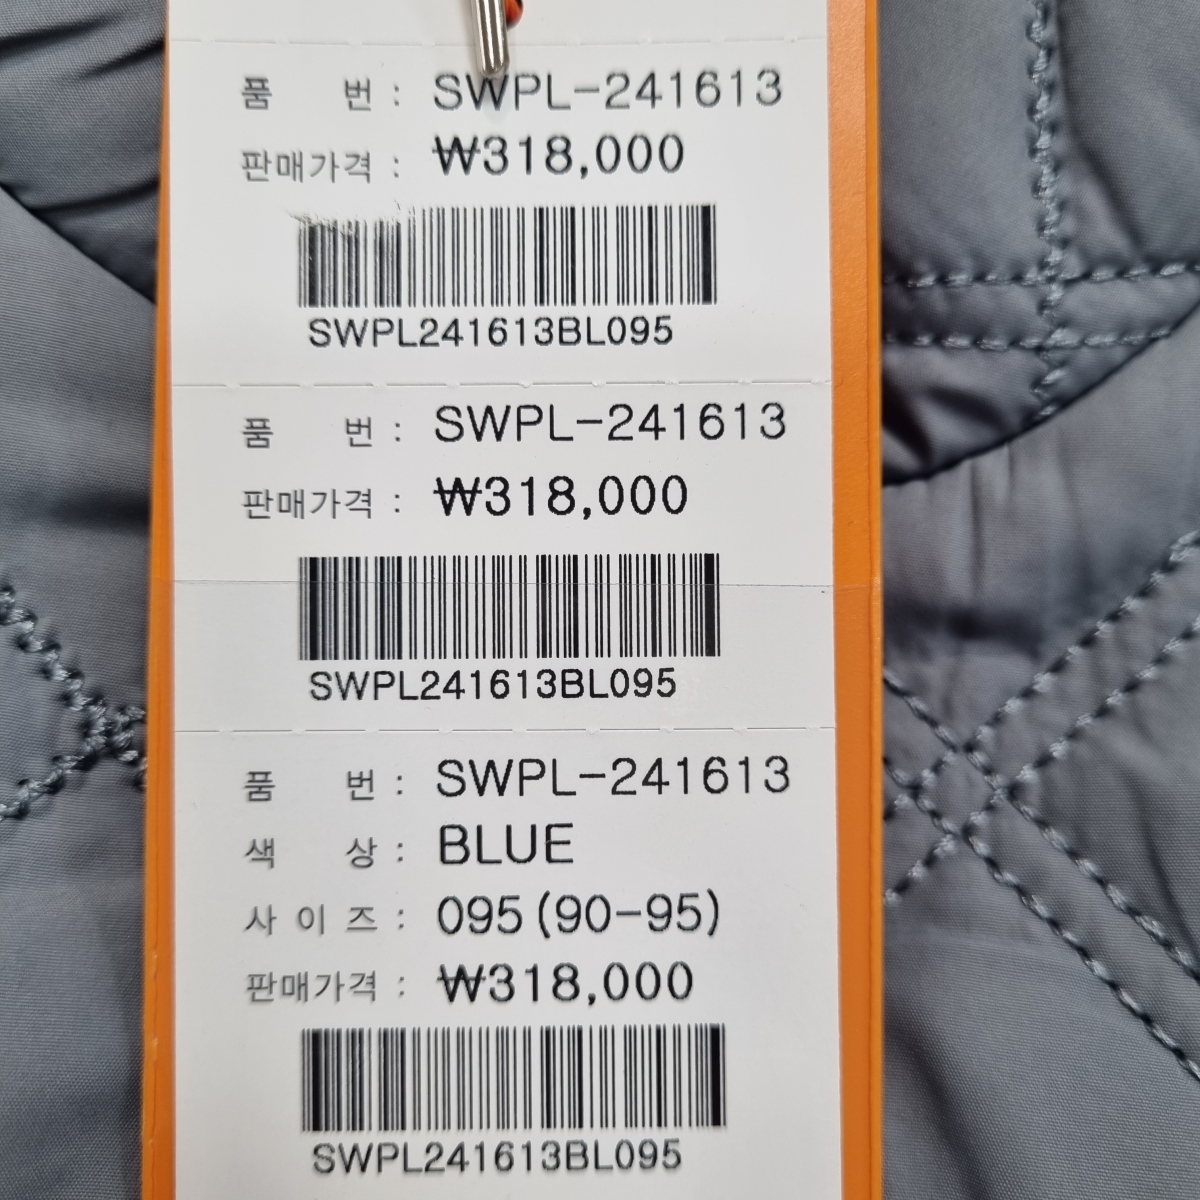 품 번 : SWPL-241613
판매가격 : ₩318,000
SWPL241613BL095
품 번 : SWPL-241613
판매가격 : ₩318,000
SWPL241613BL095
품 번 : SWPL-241613
색 상 : BLUE
사 이 즈 : 095 (90-95)
판매가격 : ₩318,000
SWPL241613BL095